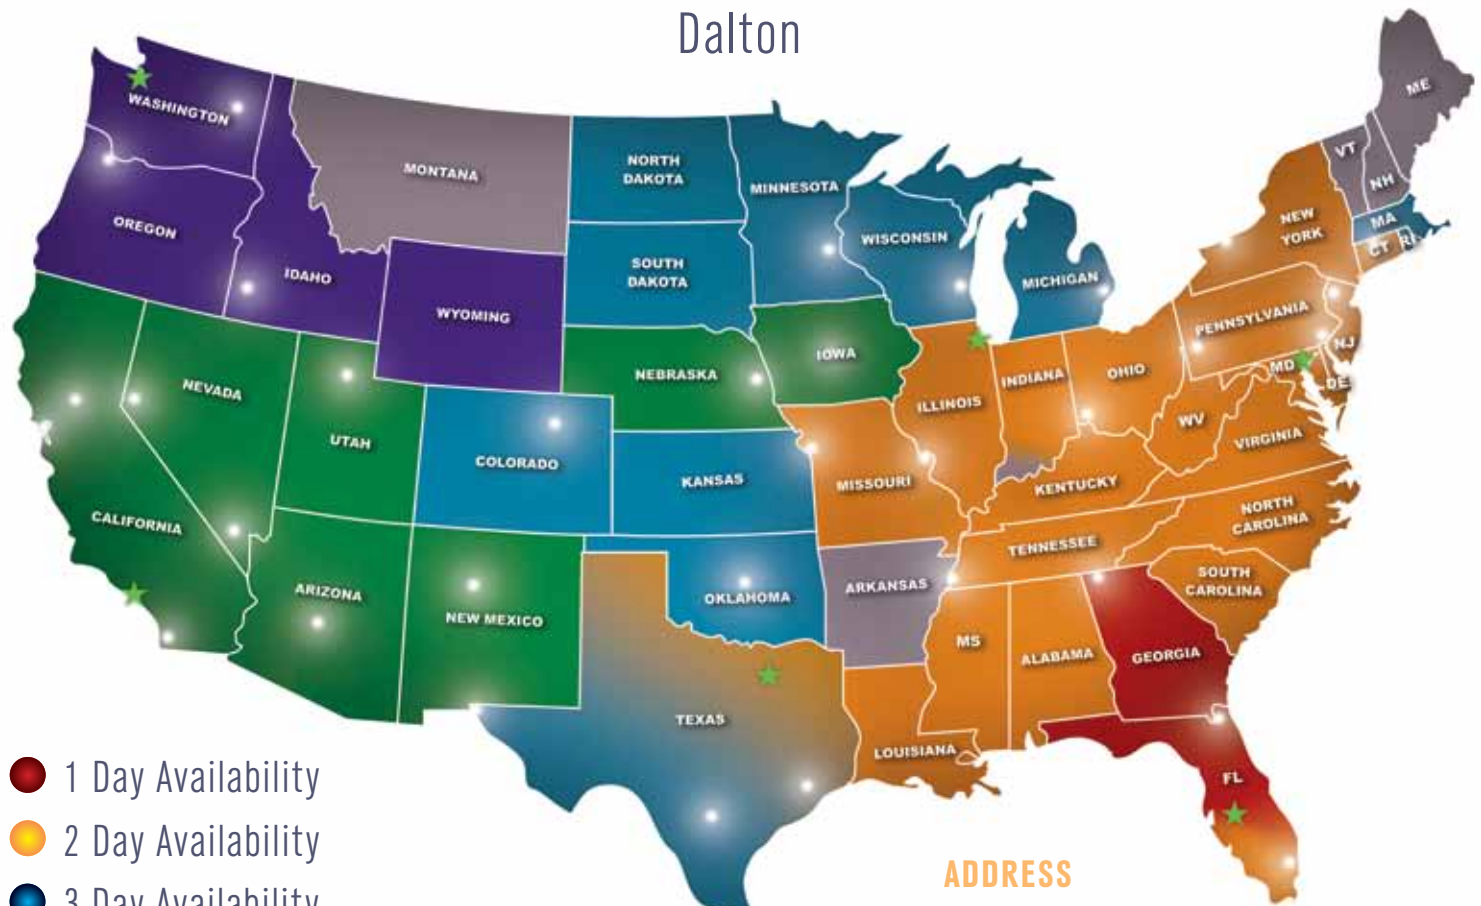 Dalton
WASHINGTON
MONTANA
NORTH
DAKOTA
MINNESOTA
ME
VT
NH
OREGON
IDAHO
SOUTH
DAKOTA
WISCONSIN
MICHIGAN
NEW
YORK
MA
CT
RI
WYOMING
NEVADA
UTAH
NEBRASKA
IOWA
ILLINOIS
INDIANA
OHIO
PENNSYLVANIA
NJ
MD
DE
WV
VIRGINIA
COLORADO
KANSAS
MISSOURI
KENTUCKY
CALIFORNIA
ARIZONA
NEW MEXICO
OKLAHOMA
ARKANSAS
TENNESSEE
NORTH
CAROLINA
SOUTH
CAROLINA
MS
ALABAMA
GEORGIA
TEXAS
LOUISIANA
FL
1 Day Availability
2 Day Availability
3 Day Availability
ADDRESS